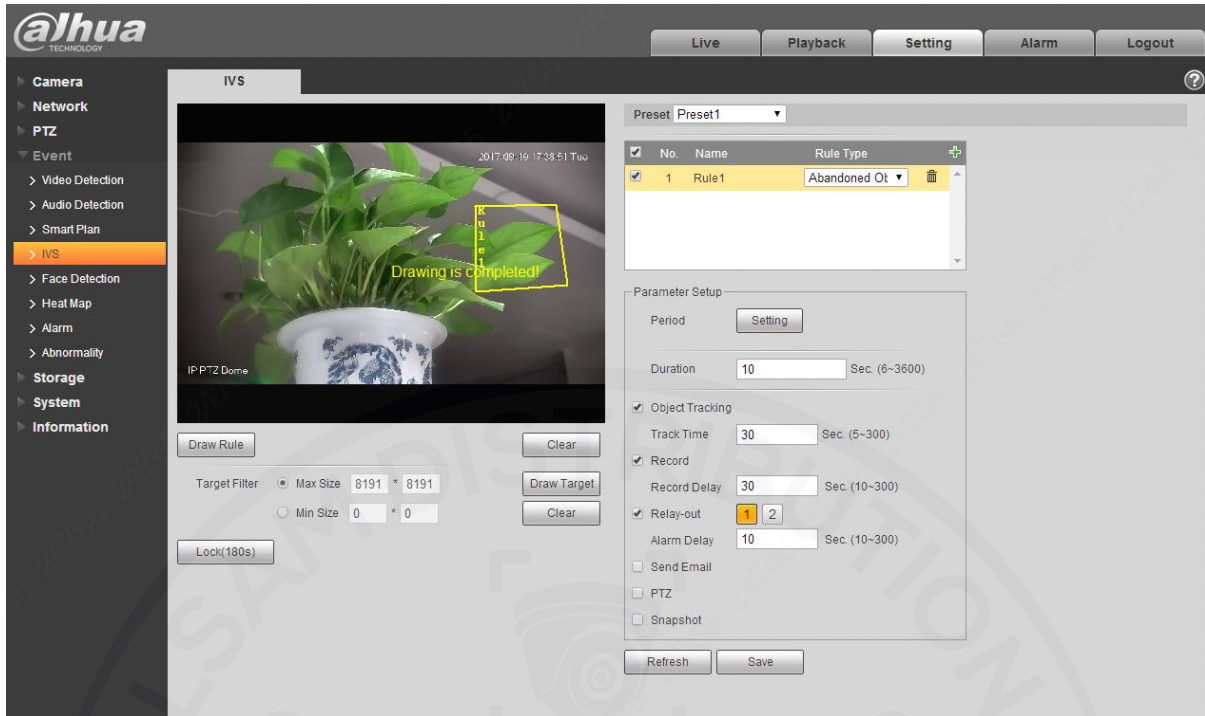 alhua
TECHNOLOGY
Live
Playback
Setting
Alarm
Logout
Camera
Network
PTZ
Event
Video Detection
Audio Detection
Smart Plan
IVS
Face Detection
Heat Map
Alarm
Abnormality
Storage
System
Information
IVS
2017-09-19 17:28:51 Tue
Rule1
Drawing is completed!
IP PTZ Dome
Draw Rule
Clear
Target Filter Max Size 8191 * 8191 Draw Target
Min Size 0 * 0 Clear
Lock(180s)
Preset Preset1
No. Name Rule Type
1 Rule1 Abandoned Ob
Parameter Setup
Period Setting
Duration 10 Sec. (6~3600)
Object Tracking
Track Time 30 Sec. (5~300)
Record
Record Delay 30 Sec. (10~300)
Relay-out 1 2
Alarm Delay 10 Sec. (10~300)
Send Email
PTZ
Snapshot
Refresh Save
SAM DISTRIBUTION